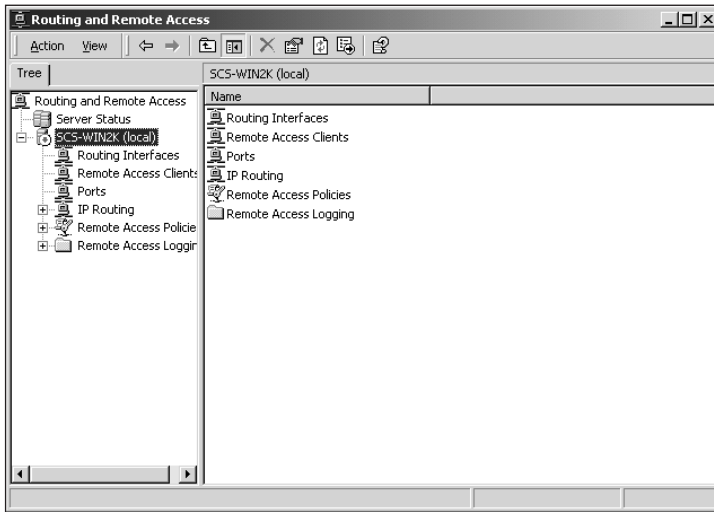 Routing and Remote Access
Action View
Tree
SCS-WIN2K (local)
Name
Routing and Remote Access
Server Status
SCS-WIN2K (local)
Routing Interfaces
Remote Access Clients
Ports
IP Routing
Remote Access Policie
Remote Access Loggin
Routing Interfaces
Remote Access Clients
Ports
IP Routing
Remote Access Policies
Remote Access Logging